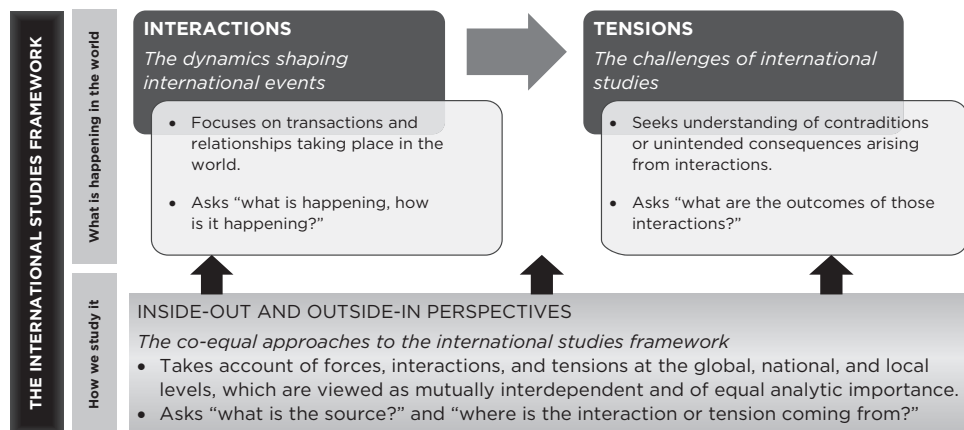 THE INTERNATIONAL STUDIES FRAMEWORK
What is happening in the world
INTERACTIONS
The dynamics shaping
international events
• Focuses on transactions and
relationships taking place in the
world.
• Asks “what is happening, how
is it happening?”
TENSIONS
The challenges of international
studies
• Seeks understanding of contraditions
or unintended consequences arising
from interactions.
• Asks “what are the outcomes of those
interactions?”
How we study it
INSIDE-OUT AND OUTSIDE-IN PERSPECTIVES
The co-equal approaches to the international studies framework
• Takes account of forces, interactions, and tensions at the global, national, and local
levels, which are viewed as mutually interdependent and of equal analytic importance.
• Asks “what is the source?” and “where is the interaction or tension coming from?”